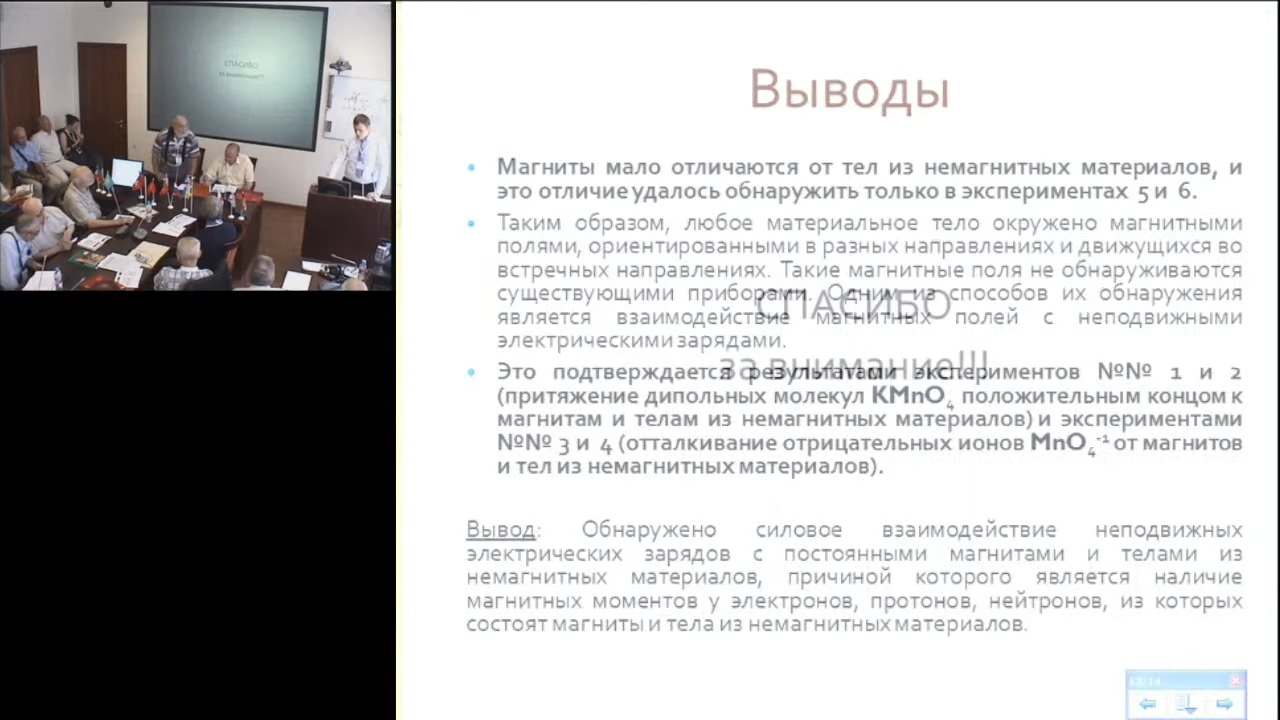 СПАСИБО
за внимание!!!
Выводы
Магниты мало отличаются от тел из немагнитных материалов, и
это отличие удалось обнаружить только в экспериментах 5 и 6.
Таким образом, любое материальное тело окружено магнитными
полями, ориентированными в разных направлениях и движущихся во
встречных направлениях. Такие магнитные поля не обнаруживаются
существующими приборами. Одним из способов их обнаружения
является взаимодействие магнитных полей с неподвижными
электрическими зарядами.
СПАСИБО
за внимание!!!
Это подтверждается результатами экспериментов №№ 1 и 2
(притяжение дипольных молекул KMnO4 положительным концом к
магнитам и телам из немагнитных материалов) и экспериментами
№№ 3 и 4 (отталкивание отрицательных ионов MnO4-1 от магнитов
и тел из немагнитных материалов).
Вывод: Обнаружено силовое взаимодействие неподвижных
электрических зарядов с постоянными магнитами и телами из
немагнитных материалов, причиной которого является наличие
магнитных моментов у электронов, протонов, нейтронов, из которых
состоят магниты и тела из немагнитных материалов.